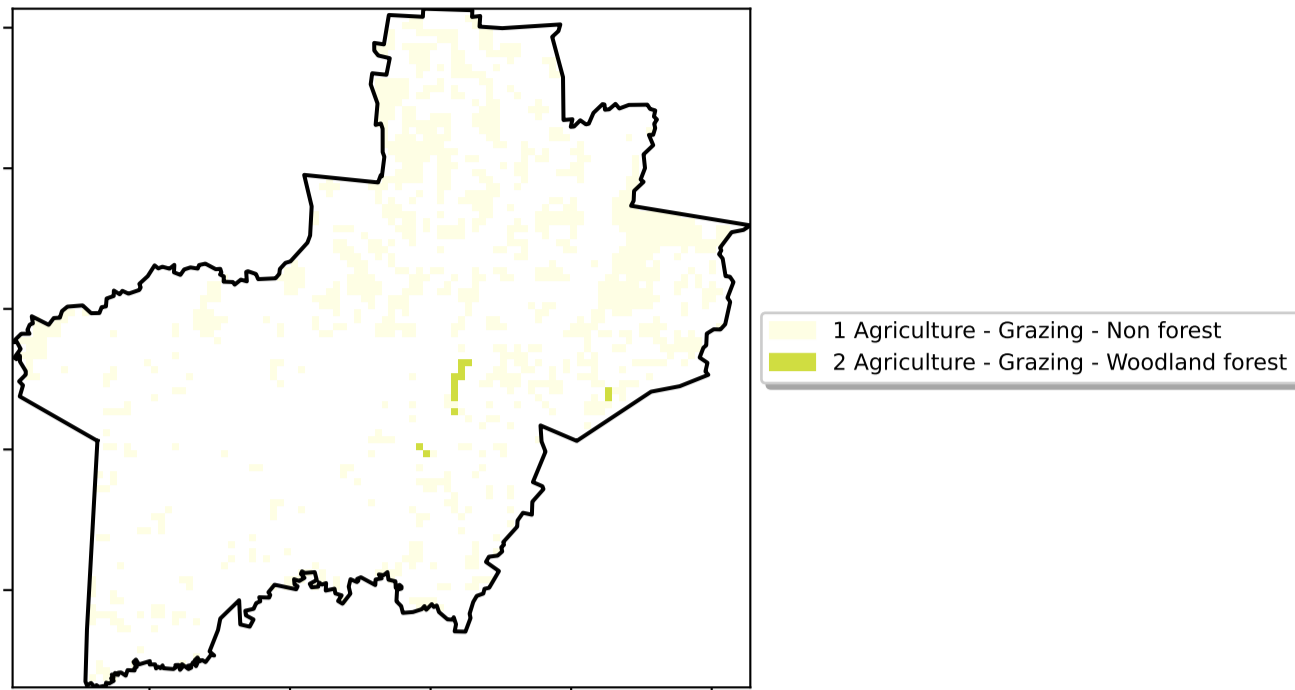 1 Agriculture - Grazing - Non forest
2 Agriculture - Grazing - Woodland forest